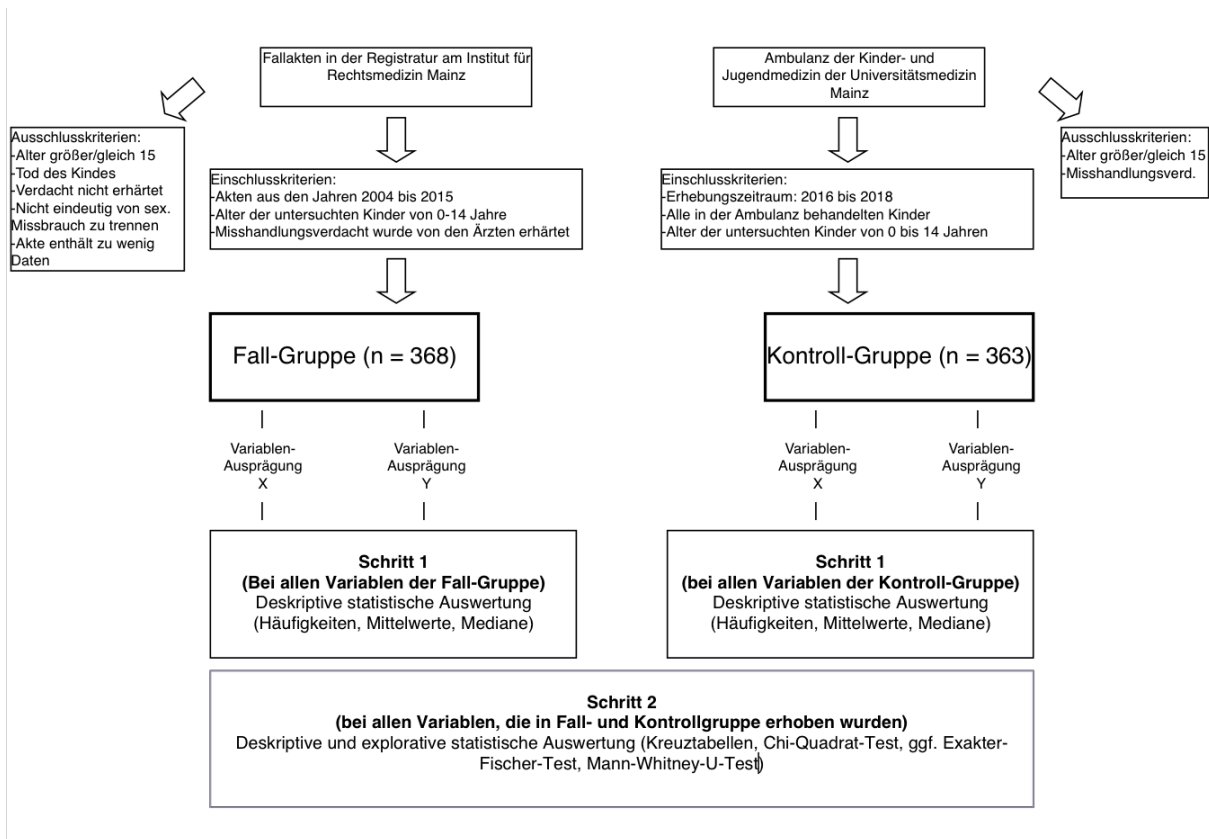 Fallakten in der Registratur am Institut für
Rechtsmedizin Mainz
Ambulanz der Kinder- und
Jugendmedizin der Universitätsmedizin
Mainz
Ausschlusskriterien:
-Alter größer/gleich 15
-Tod des Kindes
-Verdacht nicht erhärtet
-Nicht eindeutig von sex.
Missbrauch zu trennen
-Akte enthält zu wenig
Daten
Einschlusskriterien:
-Akten aus den Jahren 2004 bis 2015
-Alter der untersuchten Kinder von 0-14 Jahre
-Misshandlungsverdacht wurde von den Ärzten erhärtet
Einschlusskriterien:
-Erhebungszeitraum: 2016 bis 2018
-Alle in der Ambulanz behandelten Kinder
-Alter der untersuchten Kinder von 0 bis 14 Jahren
Ausschlusskriterien:
-Alter größer/gleich 15
-Misshandlungsverd.
Fall-Gruppe (n = 368)
Kontroll-Gruppe (n = 363)
Variablen-
Ausprägung
X
Variablen-
Ausprägung
Y
Variablen-
Ausprägung
X
Variablen-
Ausprägung
Y
Schritt 1
(Bei allen Variablen der Fall-Gruppe)
Deskriptive statistische Auswertung
(Häufigkeiten, Mittelwerte, Mediane)
Schritt 1
(bei allen Variablen der Kontroll-Gruppe)
Deskriptive statistische Auswertung
(Häufigkeiten, Mittelwerte, Mediane)
Schritt 2
(bei allen Variablen, die in Fall- und Kontrollgruppe erhoben wurden)
Deskriptive und explorative statistische Auswertung (Kreuztabellen, Chi-Quadrat-Test, ggf. Exakter-
Fischer-Test, Mann-Whitney-U-Test)